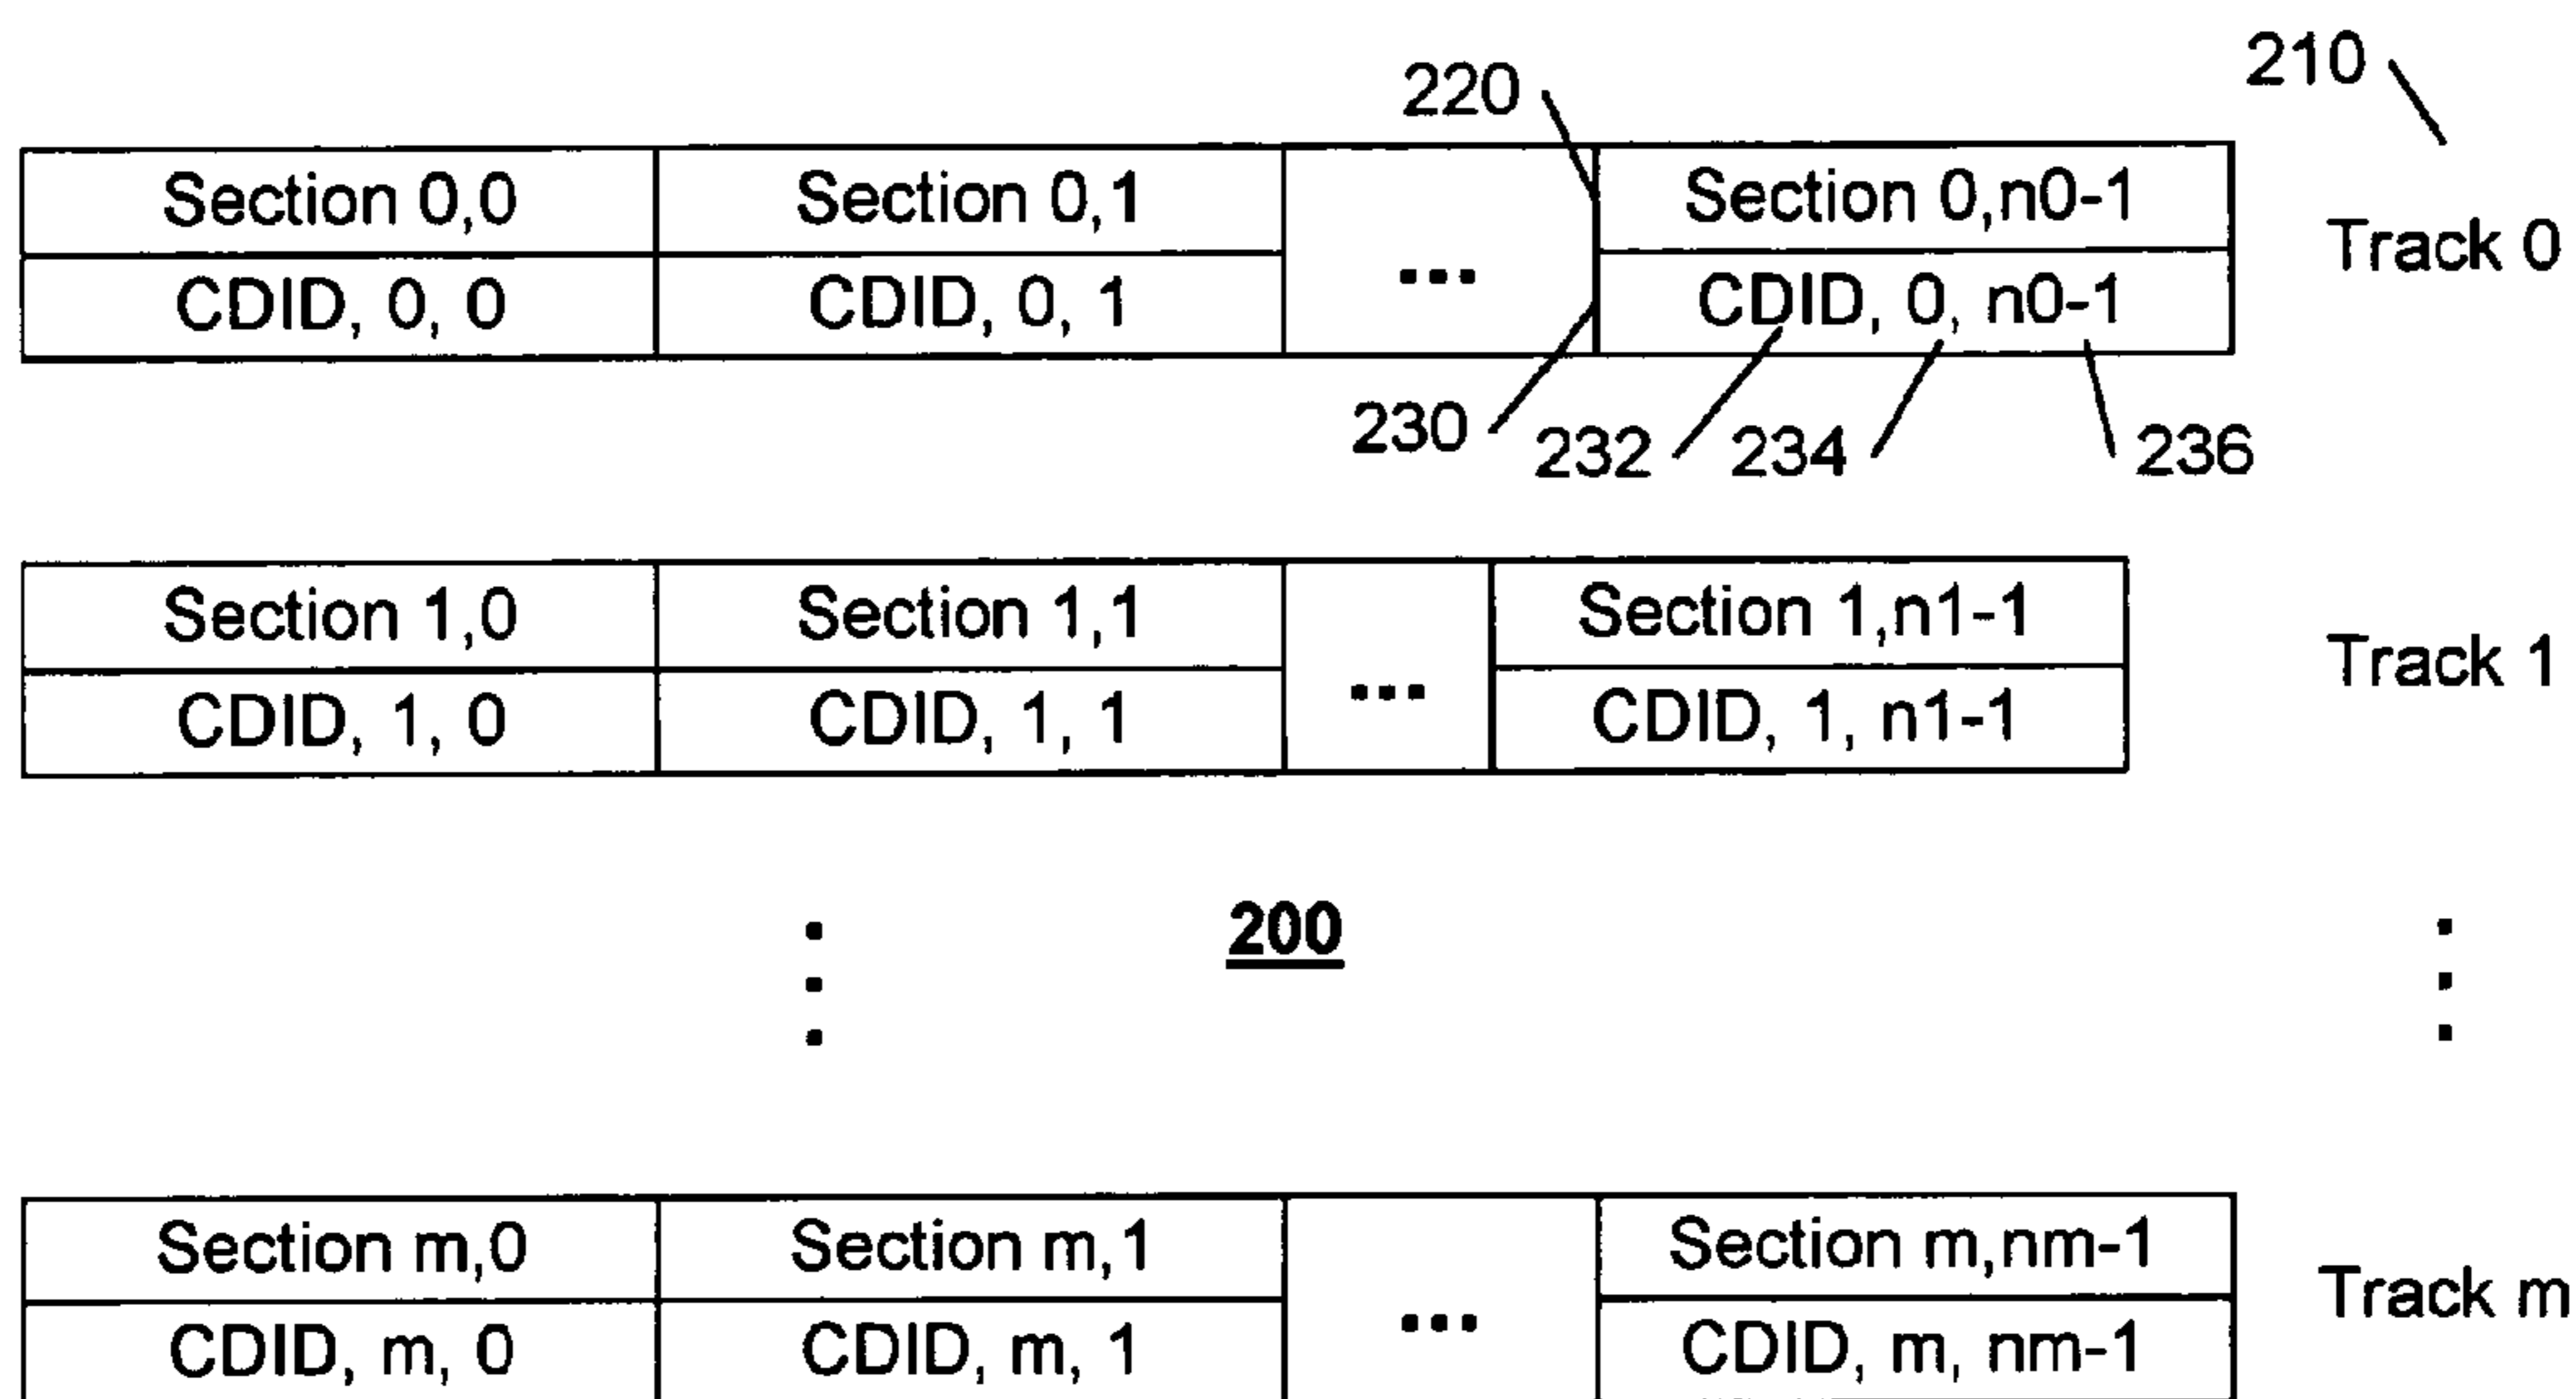 210
220
Section 0,0 Section 0,1 Section 0,n0-1
Track 0
CDID, 0, 0 CDID, 0, 1 ... CDID, 0, n0-1
230 232 234 236
Section 1,0 Section 1,1 Section 1,n1-1
Track 1
CDID, 1, 0 CDID, 1, 1 ... CDID, 1, n1-1
200
Section m,0 Section m,1 Section m,nm-1
Track m
CDID, m, 0 CDID, m, 1 ... CDID, m, nm-1